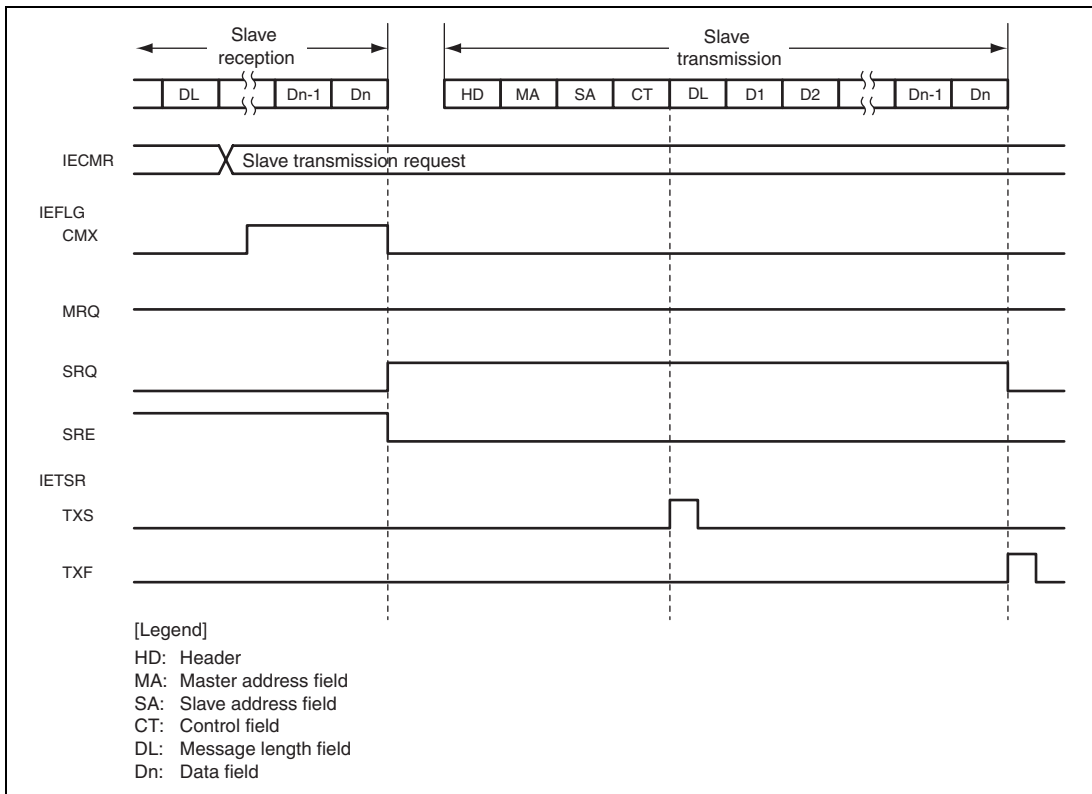 Slave
reception
Slave
transmission
DL Dn-1 Dn HD MA SA CT DL D1 D2 Dn-1 Dn
IECMR Slave transmission request
IEFLG
CMX
MRQ
SRQ
SRE
IETSR
TXS
TXF
[Legend]
HD: Header
MA: Master address field
SA: Slave address field
CT: Control field
DL: Message length field
Dn: Data field